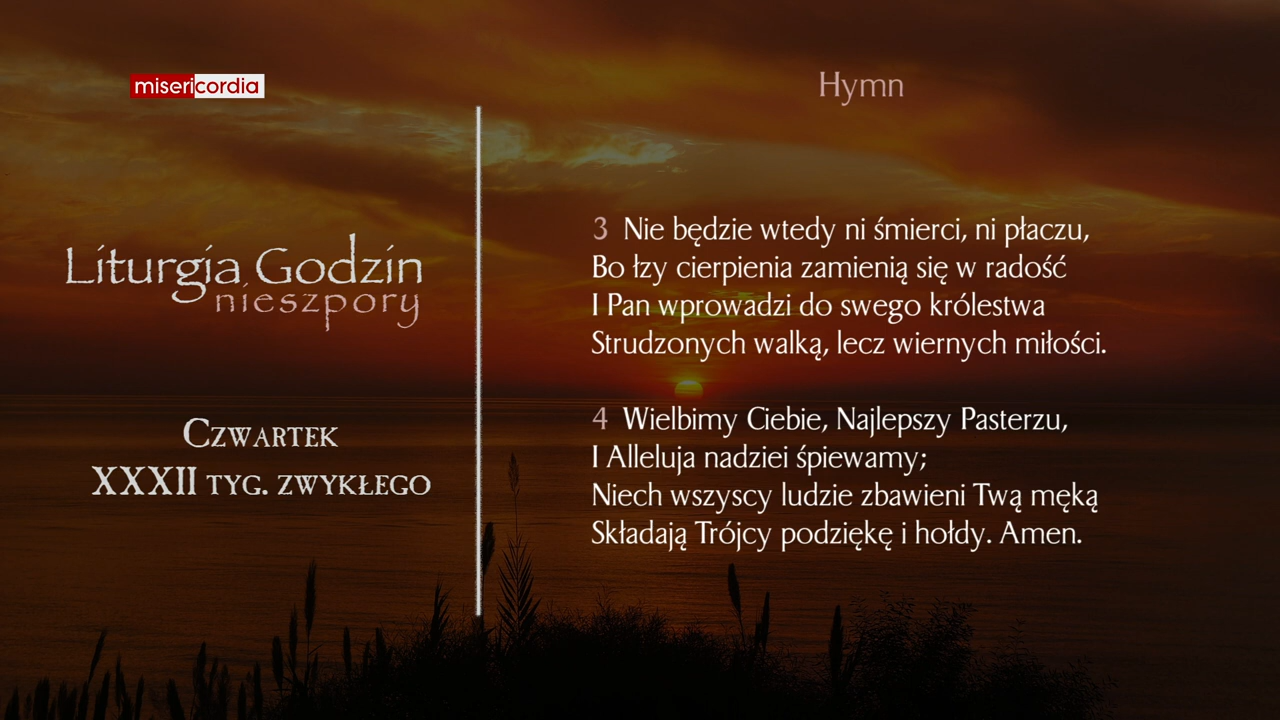 misericordia
Hymn
Liturgia Godzin
nieszpory
Czwartek
XXXII tyg. zwykłego
3 Nie będzie wtedy ni śmierci, ni płaczu,
Bo łzy cierpienia zamienią się w radość
I Pan wprowadzi do swego królestwa
Strudzonych walką, lecz wiernych miłości.
4 Wielbimy Ciebie, Najlepszy Pasterzu,
I Alleluja nadziei śpiewamy;
Niech wszyscy ludzie zbawieni Twą męką
Składają Trójcy podziękę i hołdy. Amen.